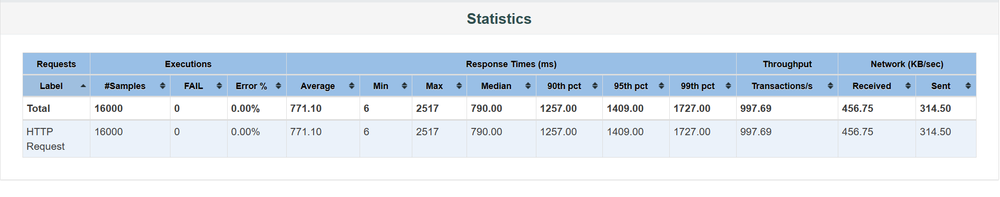 Statistics
Requests Executions Response Times (ms) Throughput Network (KB/sec)
Label #Samples FAIL Error % Average Min Max Median 90th pct 95th pct 99th pct Transactions/s Received Sent
Total 16000 0 0.00% 771.10 6 2517 790.00 1257.00 1409.00 1727.00 997.69 456.75 314.50
HTTP Request 16000 0 0.00% 771.10 6 2517 790.00 1257.00 1409.00 1727.00 997.69 456.75 314.50